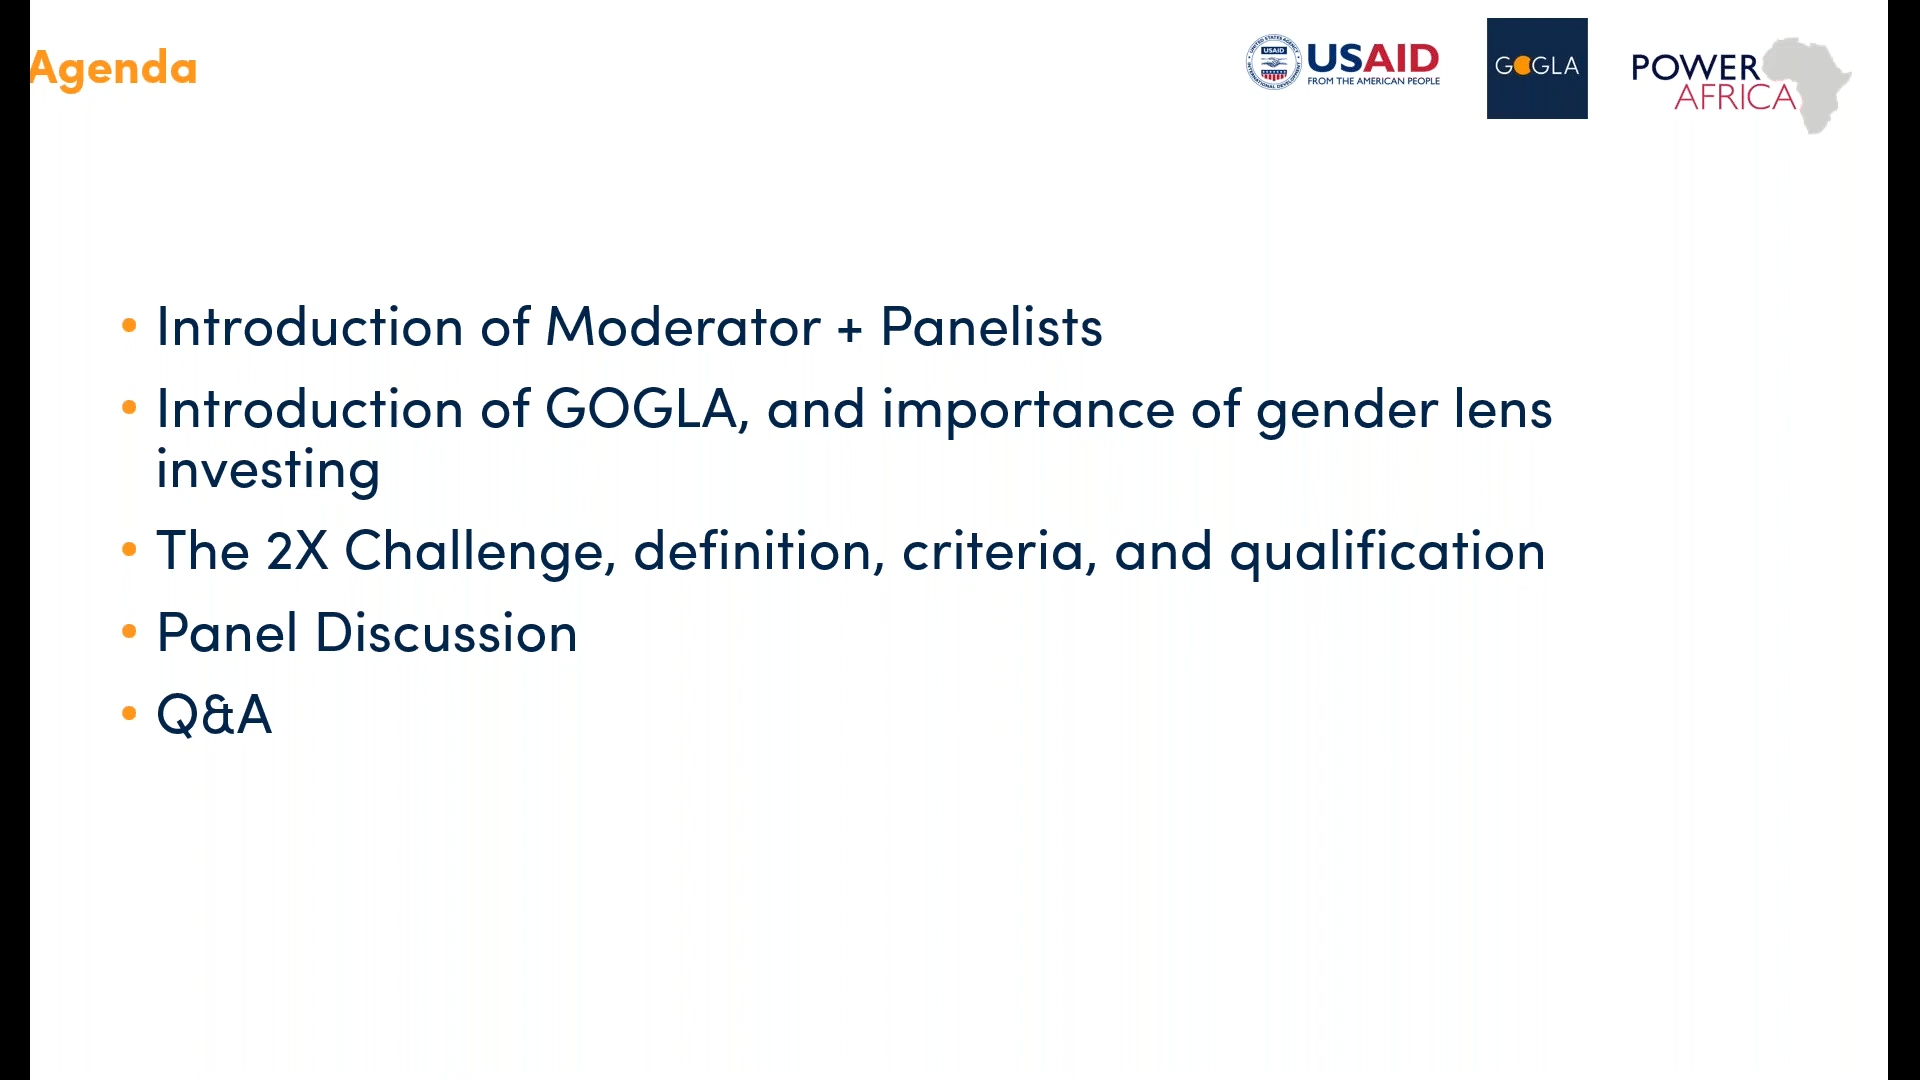 Agenda
USAID
FROM THE AMERICAN PEOPLE
GOGLA
POWER
AFRICA
• Introduction of Moderator + Panelists
• Introduction of GOGLA, and importance of gender lens
investing
• The 2X Challenge, definition, criteria, and qualification
• Panel Discussion
• Q&A